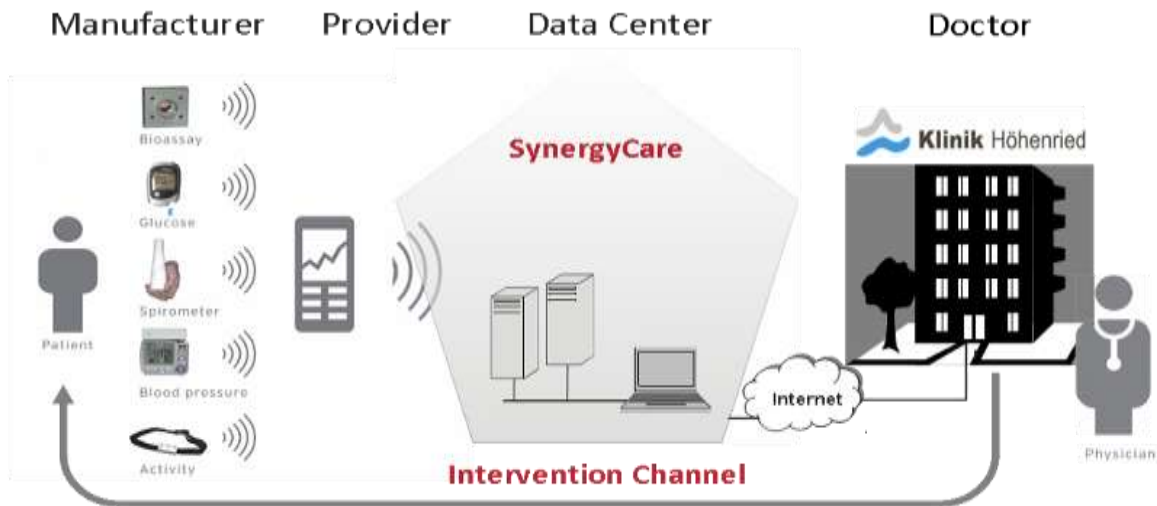 Manufacturer Provider Data Center Doctor
Bioassay
Glucose
Spirometer
Blood pressure
Activity
Patient
SynergyCare
Klinik Höhenried
Internet
Physician
Intervention Channel